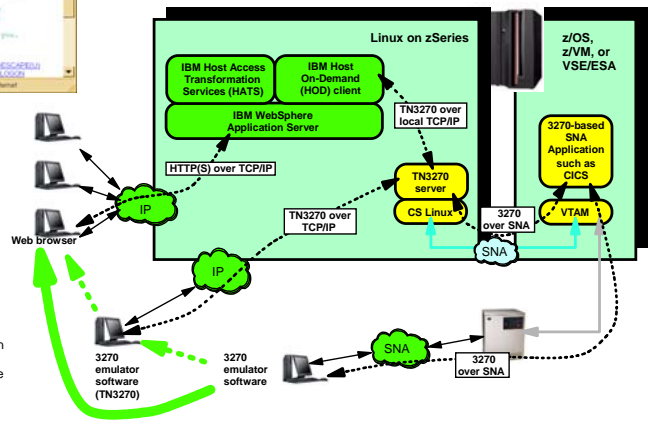 you.
ESCAPE(U)
LOGON
Linux on zSeries
z/OS,
z/VM, or
VSE/ESA
IBM Host Access
Transformation
Services (HATS)
IBM Host
On-Demand
(HOD) client
IBM WebSphere
Application Server
TN3270 over
local TCP/IP
3270-based
SNA
Application
such as
CICS
HTTP(S) over TCP/IP
TN3270
server
IP
TN3270 over
TCP/IP
CS Linux
3270
over SNA
VTAM
Web browser
SNA
IP
3270
emulator
software
(TN3270)
3270
emulator
software
SNA
3270
over SNA